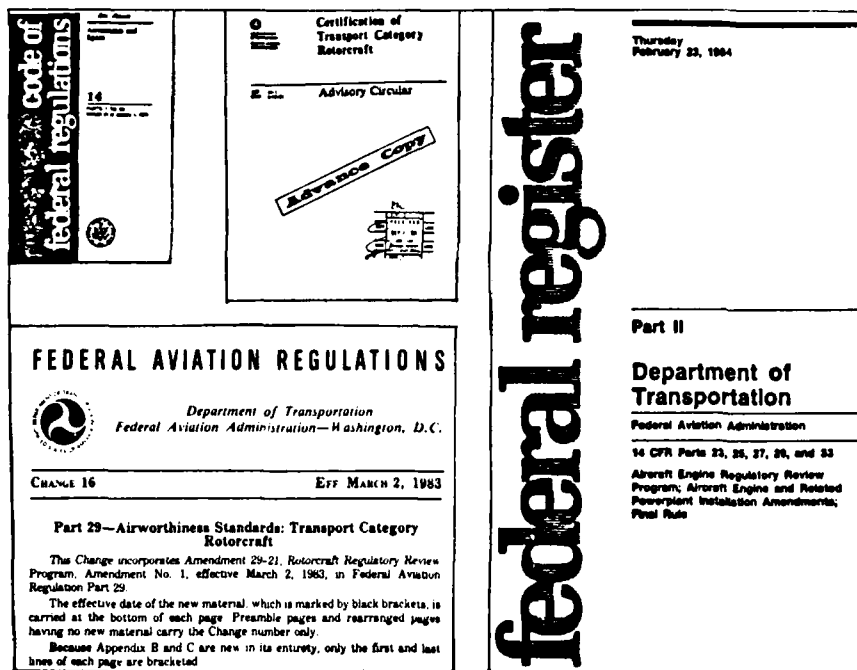 code of
federal regulations
14
Certification of
Transport Category
Rotorcraft
Advisory Circular
Advance Copy
FEDERAL AVIATION REGULATIONS
Department of Transportation
Federal Aviation Administration—Washington, D.C.
CHANGE 16 EFF MARCH 2, 1983
Part 29—Airworthiness Standards: Transport Category
Rotorcraft
This Change incorporates Amendment 29-21, Rotorcraft Regulatory Review
Program, Amendment No. 1, effective March 2, 1983, in Federal Aviation
Regulation Part 29.
The effective date of the new material, which is marked by black brackets, is
carried at the bottom of each page. Preamble pages and rearranged pages
having no new material carry the Change number only.
Because Appendix B and C are new in its entirety, only the first and last
lines of each page are bracketed
federal register
Thursday
February 23, 1984
Part II
Department of
Transportation
Federal Aviation Administration
14 CFR Parts 23, 25, 27, 29, and 33
Aircraft Engine Regulatory Review
Program; Aircraft Engine and Related
Powerplant Installation Amendments;
Final Rule